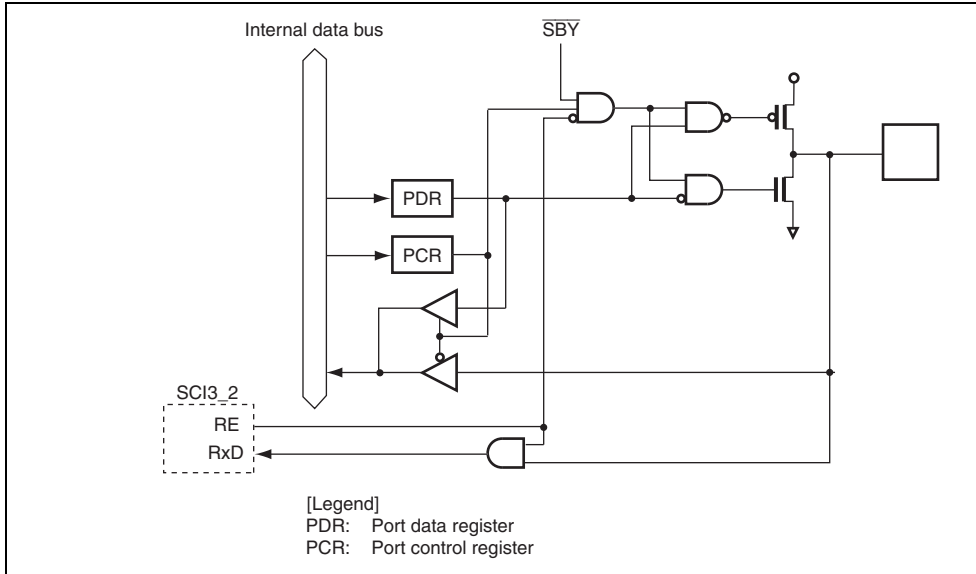 Internal data bus
SBY
PDR
PCR
SCI3_2
RE
RxD
[Legend]
PDR: Port data register
PCR: Port control register